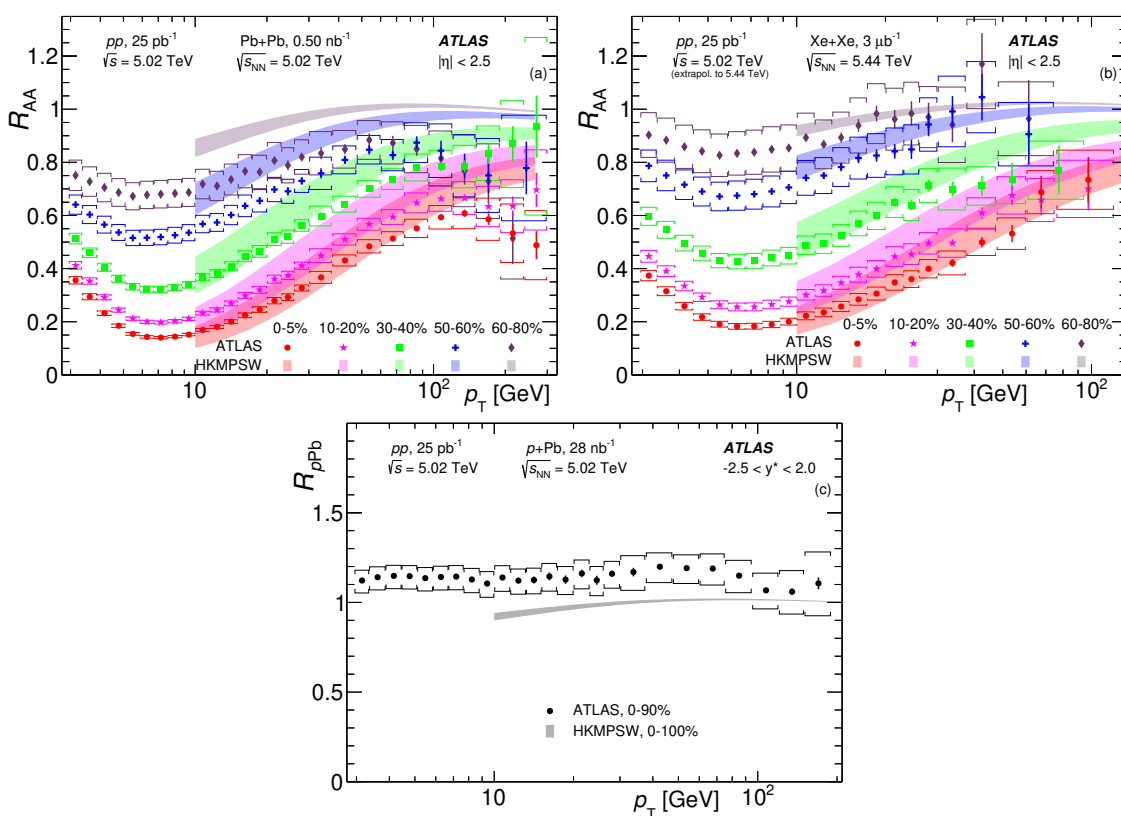 pp, 25 pb⁻¹ Pb+Pb, 0.50 nb⁻¹ ATLAS
√s = 5.02 TeV √sNN = 5.02 TeV |η| < 2.5
(a)
RAA
1.2
1
0.8
0.6
0.4
0.2
0
0-5% 10-20% 30-40% 50-60% 60-80%
ATLAS
HKMPSW
10 10²
pT [GeV]
pp, 25 pb⁻¹ Xe+Xe, 3 μb⁻¹ ATLAS
√s = 5.02 TeV √sNN = 5.44 TeV |η| < 2.5
(extrapol. to 5.44 TeV)
(b)
RAA
1.2
1
0.8
0.6
0.4
0.2
0
0-5% 10-20% 30-40% 50-60% 60-80%
ATLAS
HKMPSW
10 10²
pT [GeV]
pp, 25 pb⁻¹ p+Pb, 28 nb⁻¹ ATLAS
√s = 5.02 TeV √sNN = 5.02 TeV -2.5 < y* < 2.0
(c)
RpPb
1.5
1
0.5
0
ATLAS, 0-90%
HKMPSW, 0-100%
10 10²
pT [GeV]